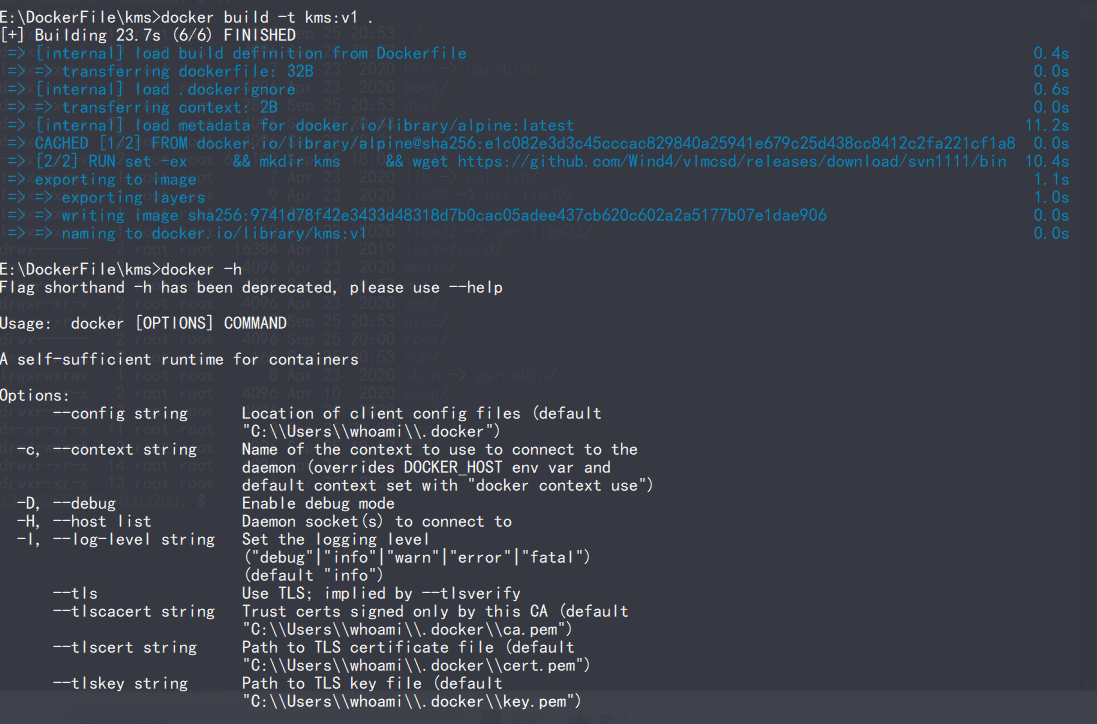 E:\DockerFile\kms>docker build -t kms:v1 .
[+] Building 23.7s (6/6) FINISHED
=> [internal] load build definition from Dockerfile 0.4s
=> => transferring dockerfile: 32B 0.0s
=> [internal] load .dockerignore 0.6s
=> => transferring context: 2B 0.0s
=> [internal] load metadata for docker.io/library/alpine:latest 11.2s
=> CACHED [1/2] FROM docker.io/library/alpine@sha256:e1c082e3d3c45cccac829840a25941e679c25d438cc8412c2fa221cf1a8 0.0s
=> [2/2] RUN set -ex && mkdir kms && wget https://github.com/Wind4/vlmcsd/releases/download/svn1111/bin 10.4s
=> exporting to image 1.1s
=> => exporting layers 1.0s
=> => writing image sha256:9741d78f42e3433d48318d7b0cac05adee437cb620c602a2a5177b07e1dae906 0.0s
=> => naming to docker.io/library/kms:v1 0.0s
E:\DockerFile\kms>docker -h
Flag shorthand -h has been deprecated, please use --help
Usage: docker [OPTIONS] COMMAND
A self-sufficient runtime for containers
Options:
--config string Location of client config files (default
"C:\\Users\\whoami\\.docker")
-c, --context string Name of the context to use to connect to the
daemon (overrides DOCKER_HOST env var and
default context set with "docker context use")
-D, --debug Enable debug mode
-H, --host list Daemon socket(s) to connect to
-l, --log-level string Set the logging level
("debug"|"info"|"warn"|"error"|"fatal")
(default "info")
--tls Use TLS; implied by --tlsverify
--tlscacert string Trust certs signed only by this CA (default
"C:\\Users\\whoami\\.docker\\ca.pem")
--tlscert string Path to TLS certificate file (default
"C:\\Users\\whoami\\.docker\\cert.pem")
--tlskey string Path to TLS key file (default
"C:\\Users\\whoami\\.docker\\key.pem")